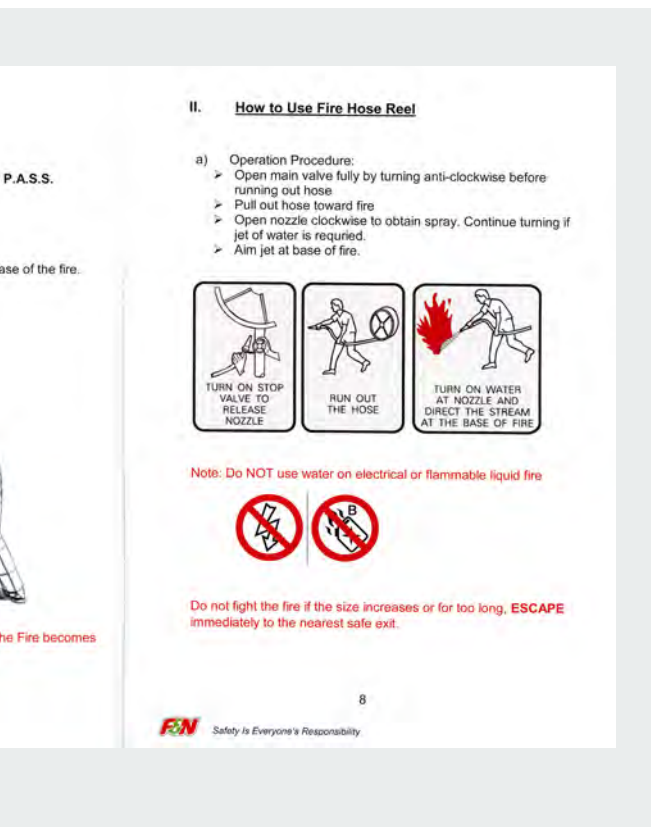 P.A.S.S.
ase of the fire.
he Fire becomes
II. How to Use Fire Hose Reel
a) Operation Procedure:
➢ Open main valve fully by turning anti-clockwise before
running out hose
➢ Pull out hose toward fire
➢ Open nozzle clockwise to obtain spray. Continue turning if
jet of water is requried.
➢ Aim jet at base of fire.
TURN ON STOP
VALVE TO
RELEASE
NOZZLE
RUN OUT
THE HOSE
TURN ON WATER
AT NOZZLE AND
DIRECT THE STREAM
AT THE BASE OF FIRE
Note: Do NOT use water on electrical or flammable liquid fire
B
Do not fight the fire if the size increases or for too long, ESCAPE
immediately to the nearest safe exit.
8
F&N Safety Is Everyone's Responsibility